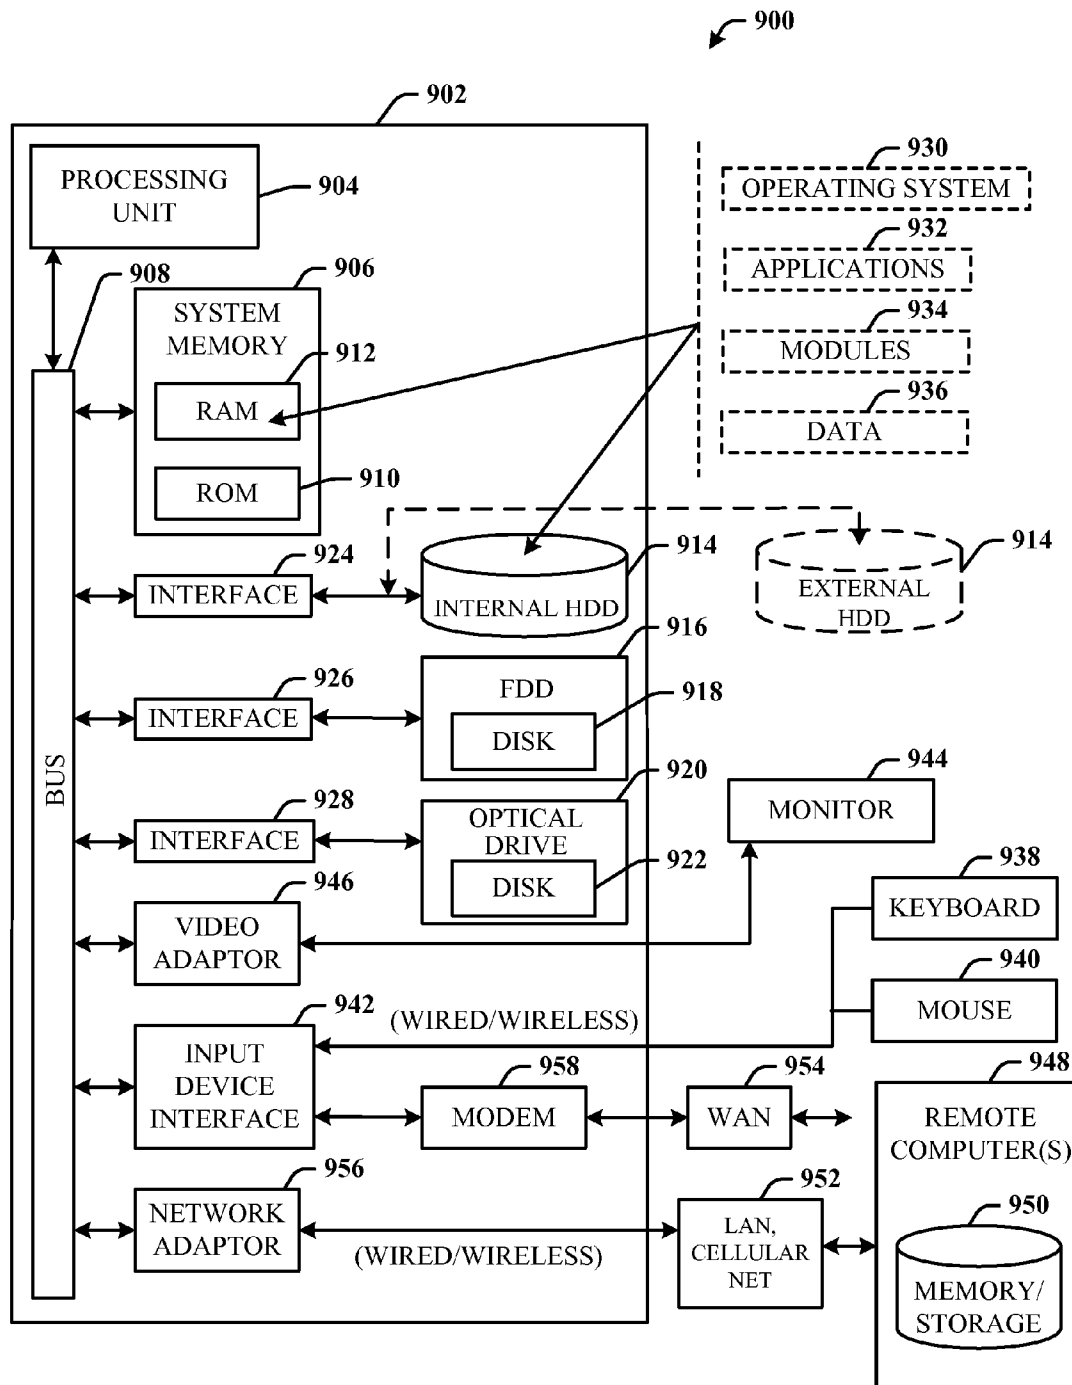 900
902
PROCESSING
UNIT
904
930
OPERATING SYSTEM
932
APPLICATIONS
934
MODULES
936
DATA
908
906
SYSTEM
MEMORY
912
RAM
910
ROM
BUS
924
INTERFACE
914
INTERNAL HDD
914
EXTERNAL
HDD
926
INTERFACE
916
FDD
918
DISK
928
INTERFACE
920
OPTICAL
DRIVE
922
DISK
944
MONITOR
946
VIDEO
ADAPTOR
938
KEYBOARD
940
MOUSE
942
INPUT
DEVICE
INTERFACE
(WIRED/WIRELESS)
958
MODEM
954
WAN
948
REMOTE
COMPUTER(S)
956
NETWORK
ADAPTOR
(WIRED/WIRELESS)
952
LAN,
CELLULAR
NET
950
MEMORY/
STORAGE